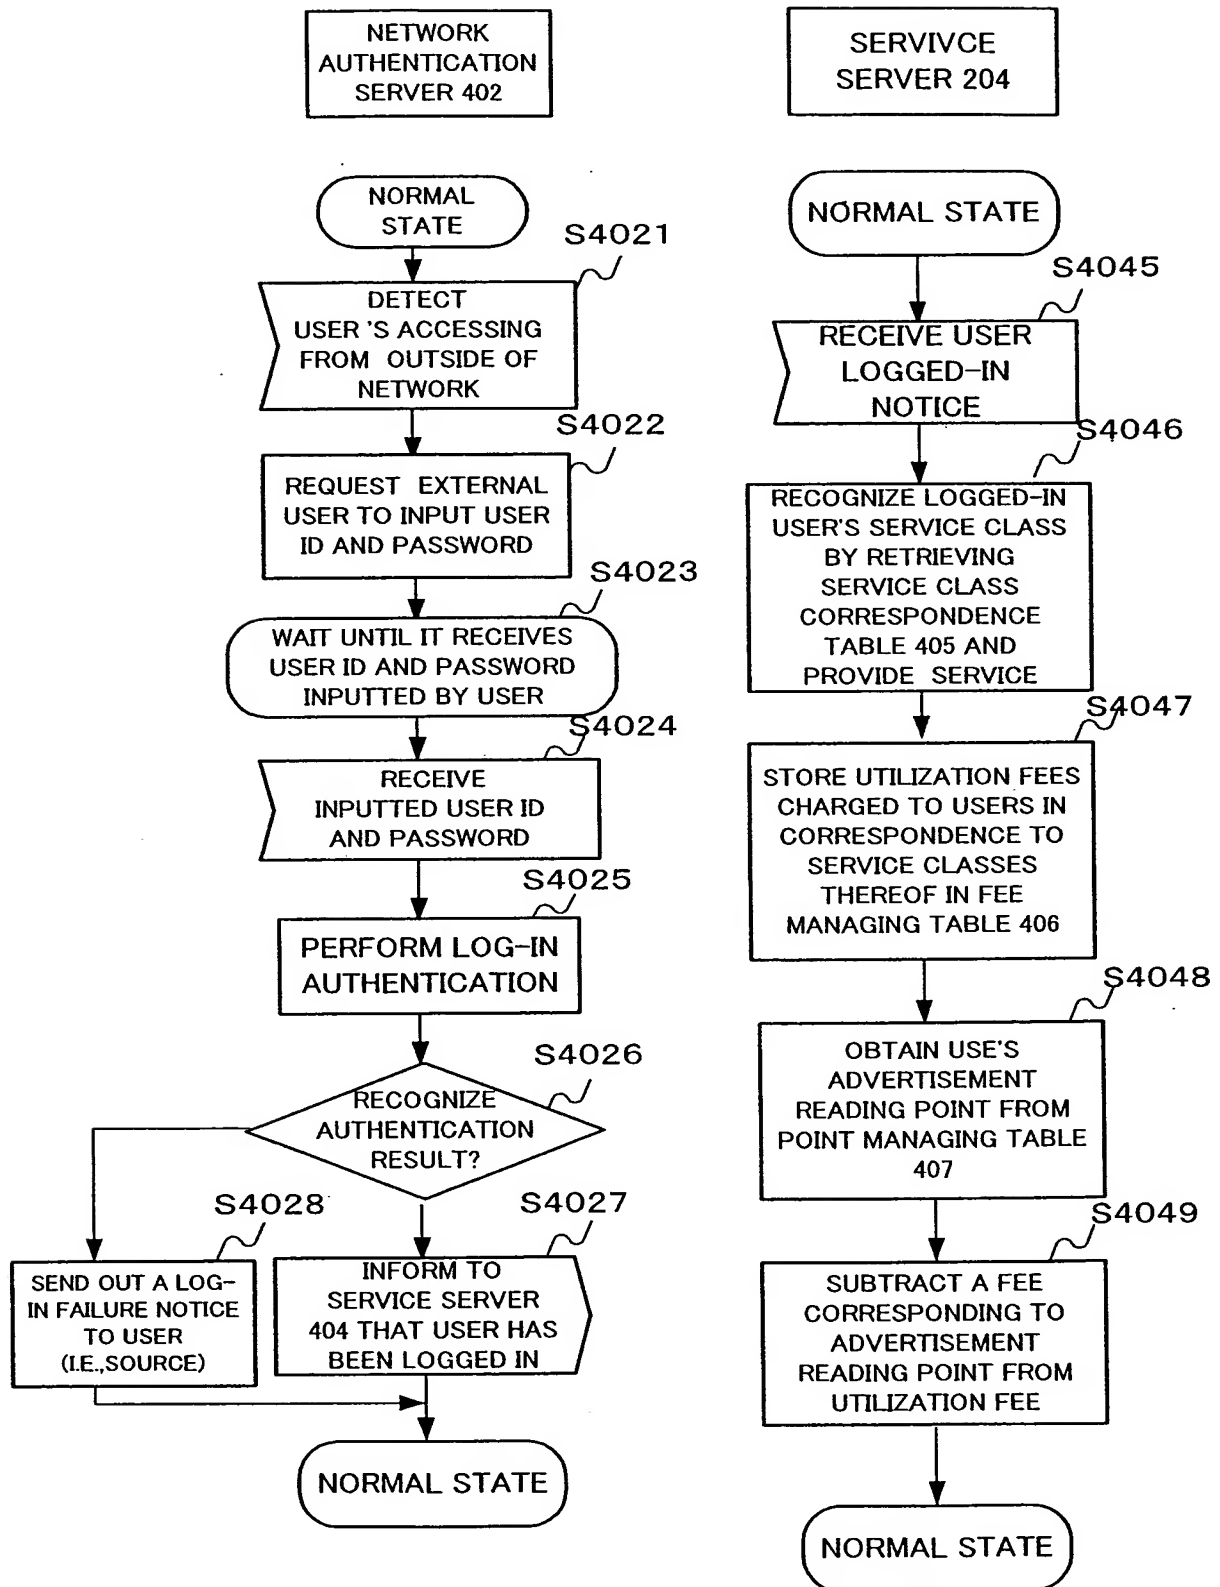 NETWORK
AUTHENTICATION
SERVER 402
NORMAL
STATE
S4021
DETECT
USER 'S ACCESSING
FROM OUTSIDE OF
NETWORK
S4022
REQUEST EXTERNAL
USER TO INPUT USER
ID AND PASSWORD
S4023
WAIT UNTIL IT RECEIVES
USER ID AND PASSWORD
INPUTTED BY USER
S4024
RECEIVE
INPUTTED USER ID
AND PASSWORD
S4025
PERFORM LOG-IN
AUTHENTICATION
S4026
RECOGNIZE
AUTHENTICATION
RESULT?
S4028
SEND OUT A LOG-
IN FAILURE NOTICE
TO USER
(I.E.,SOURCE)
S4027
INFORM TO
SERVICE SERVER
404 THAT USER HAS
BEEN LOGGED IN
NORMAL STATE
SERVIVCE
SERVER 204
NORMAL STATE
S4045
RECEIVE USER
LOGGED-IN
NOTICE
S4046
RECOGNIZE LOGGED-IN
USER'S SERVICE CLASS
BY RETRIEVING
SERVICE CLASS
CORRESPONDENCE
TABLE 405 AND
PROVIDE SERVICE
S4047
STORE UTILIZATION FEES
CHARGED TO USERS IN
CORRESPONDENCE TO
SERVICE CLASSES
THEREOF IN FEE
MANAGING TABLE 406
S4048
OBTAIN USE'S
ADVERTISEMENT
READING POINT FROM
POINT MANAGING TABLE
407
S4049
SUBTRACT A FEE
CORRESPONDING TO
ADVERTISEMENT
READING POINT FROM
UTILIZATION FEE
NORMAL STATE